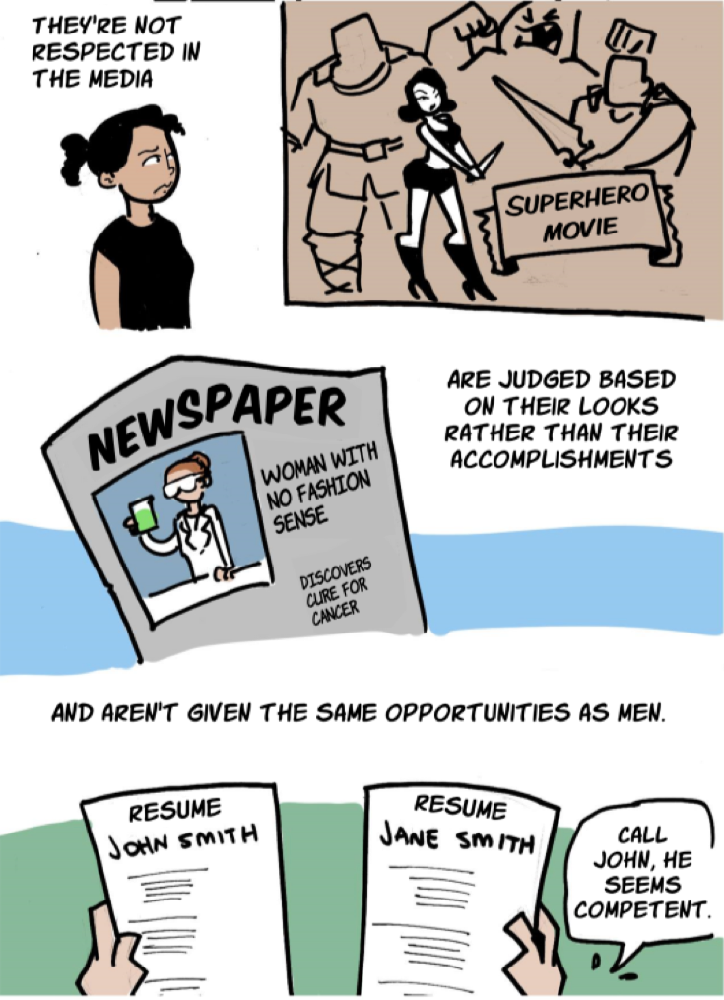 THEY'RE NOT
RESPECTED IN
THE MEDIA
SUPERHERO
MOVIE
NEWSPAPER
WOMAN WITH
NO FASHION
SENSE
DISCOVERS
CURE FOR
CANCER
ARE JUDGED BASED
ON THEIR LOOKS
RATHER THAN THEIR
ACCOMPLISHMENTS
AND AREN'T GIVEN THE SAME OPPORTUNITIES AS MEN.
RESUME
JOHN SMITH
RESUME
JANE SMITH
CALL
JOHN, HE
SEEMS
COMPETENT.